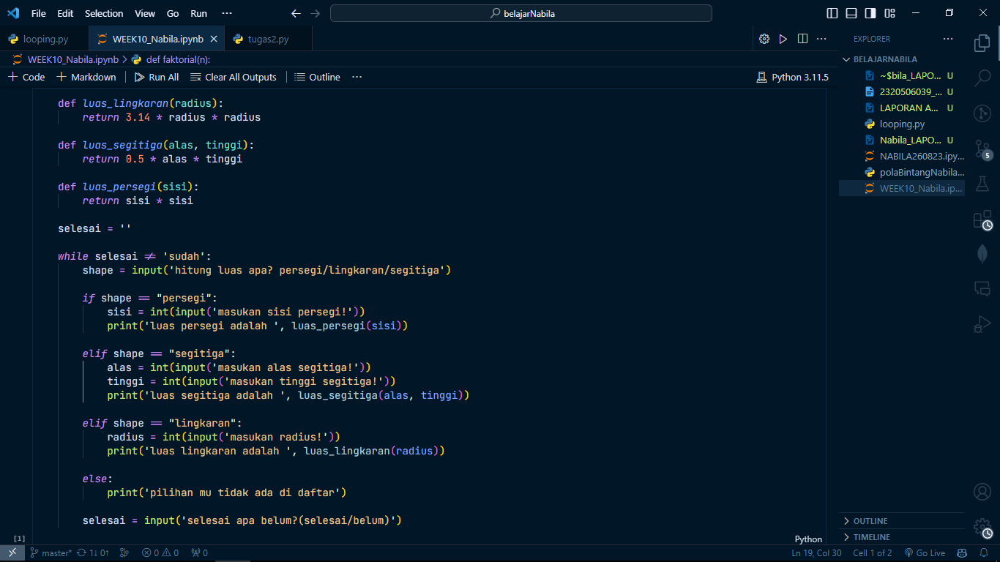 File Edit Selection View Go Run ···
belajarNabila
looping.py
WEEK10_Nabila.ipynb
tugas2.py
EXPLORER
WEEK10_Nabila.ipynb > def faktorial(n):
BELAJARNABILA
+ Code + Markdown Run All Clear All Outputs Outline ···
Python 3.11.5
~$bila_LAPO... U
2320506039_... U
LAPORAN A... U
looping.py
Nabila_LAPO... U
NABILA260823.ipy...
polaBintangNabila...
WEEK10_Nabila.ip...
def luas_lingkaran(radius):
return 3.14 * radius * radius
def luas_segitiga(alas, tinggi):
return 0.5 * alas * tinggi
def luas_persegi(sisi):
return sisi * sisi
selesai = ''
while selesai != 'sudah':
shape = input('hitung luas apa? persegi/lingkaran/segitiga')
if shape == "persegi":
sisi = int(input('masukan sisi persegi!'))
print('luas persegi adalah ', luas_persegi(sisi))
elif shape == "segitiga":
alas = int(input('masukan alas segitiga!'))
tinggi = int(input('masukan tinggi segitiga!'))
print('luas segitiga adalah ', luas_segitiga(alas, tinggi))
elif shape == "lingkaran":
radius = int(input('masukan radius!'))
print('luas lingkaran adalah ', luas_lingkaran(radius))
else:
print('pilihan mu tidak ada di daftar')
selesai = input('selesai apa belum?(selesai/belum)')
[1]
Python
5
OUTLINE
TIMELINE
master* 1↓ 0↑ 0 0 0
Ln 19, Col 30 Cell 1 of 2 Go Live